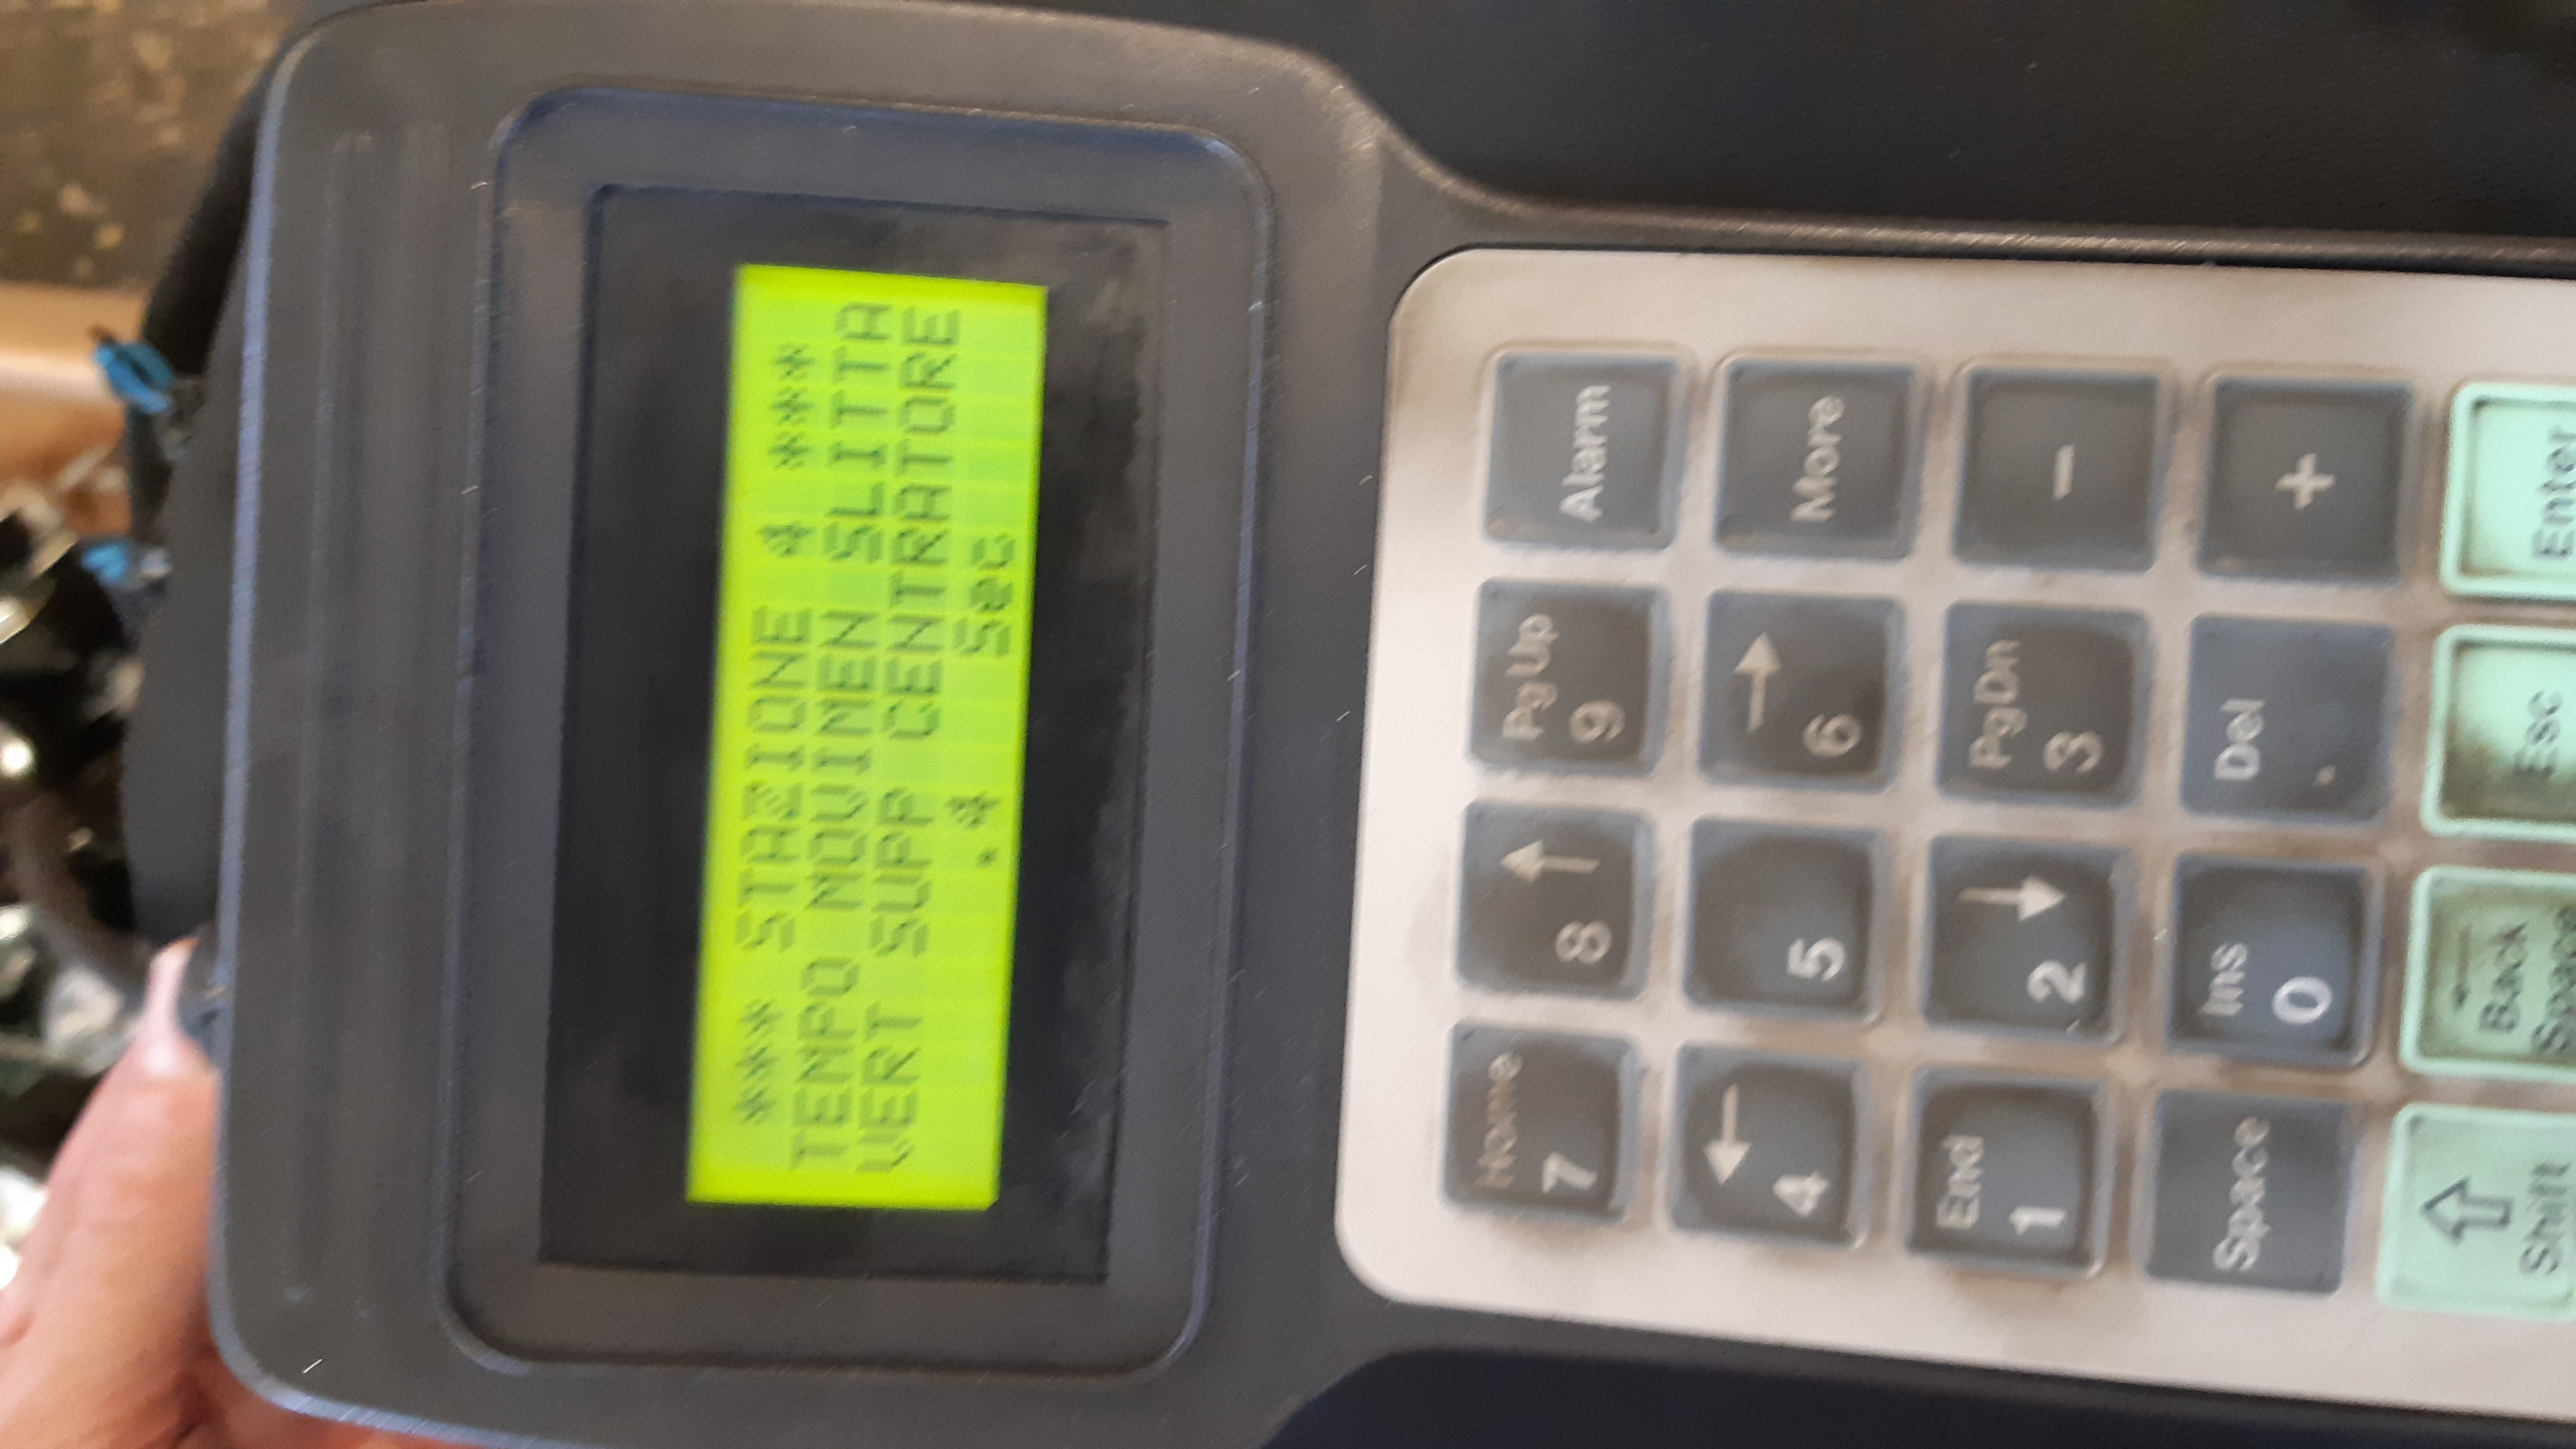 *** STAZIONE 4 ***
TEMPO MOVIMEN SLITTA
VERT SUPP CENTRATORE
.4 Sec
Home
7
8
PgUp
9
Alarm
4
5
6
More
End
1
2
PgDn
3
-
Space
Ins
0
Del
.
+
Shift
Back
Space
Esc
Enter